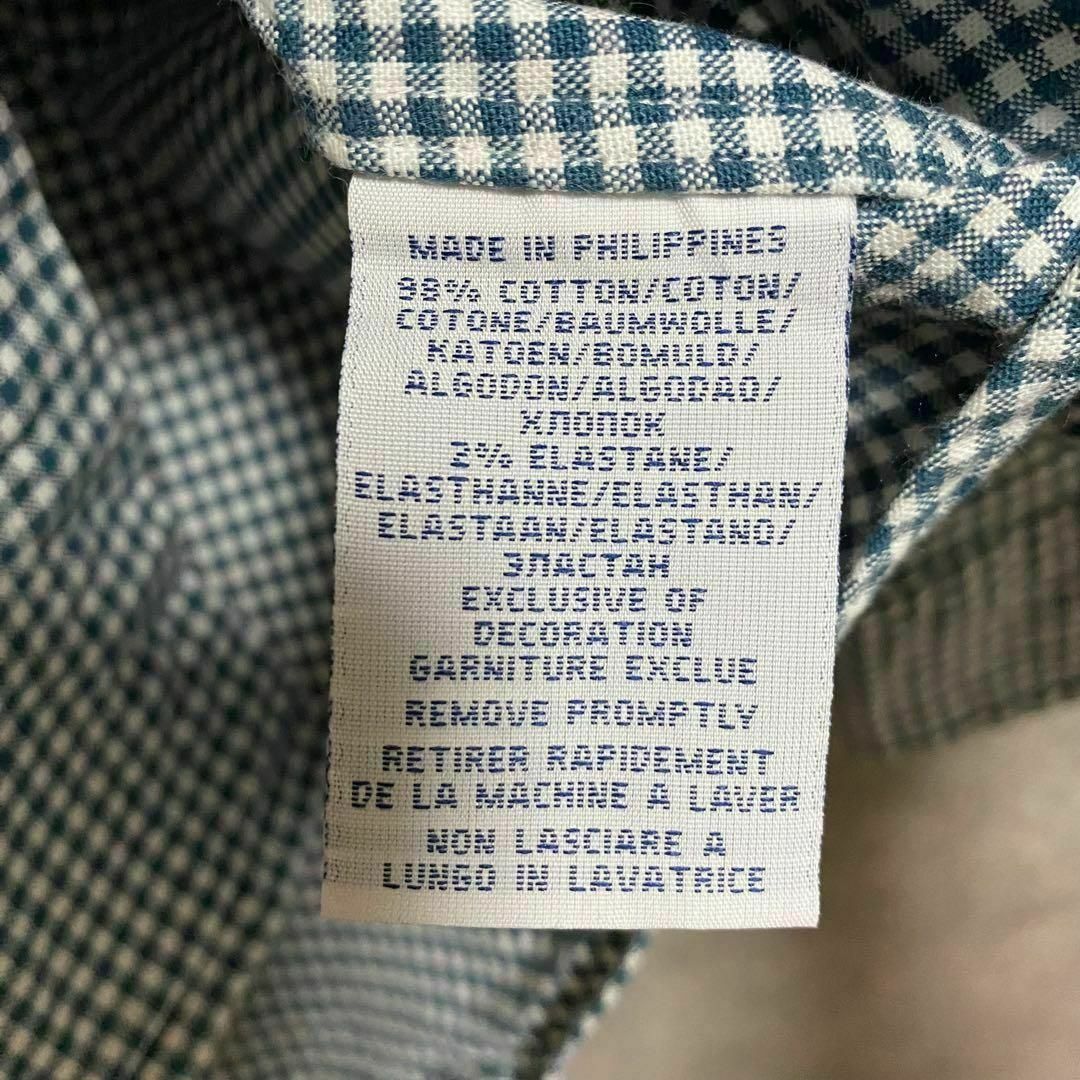 MADE IN PHILIPPINES
98% COTTON/COTON/
COTONE/BAUMWOLLE/
KATOEN/BOMULD/
ALGODON/ALGODAO/
ХЛОПОК
2% ELASTANE/
ELASTHANNE/ELASTHAN/
ELASTAAN/ELASTANO/
ЭЛАСТАН
EXCLUSIVE OF
DECORATION
GARNITURE EXCLUE
REMOVE PROMPTLY
RETIRER RAPIDEMENT
DE LA MACHINE A LAVER
NON LASCIARE A
LUNGO IN LAVATRICE